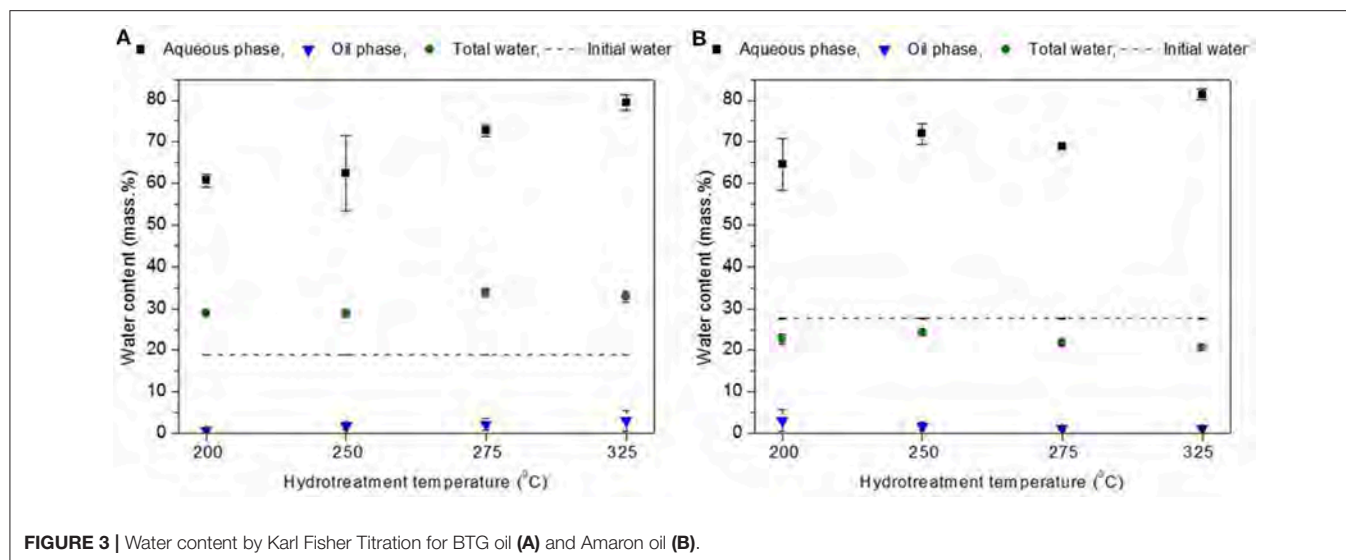 A
■ Aqueous phase, ▼ Oil phase, ● Total water, ---- Initial water
80
70
60
50
40
30
20
10
0
Water content (mass.%)
200 250 275 325
Hydrotreatment temperature (°C)
B
■ Aqueous phase, ▼ Oil phase, ● Total water, ---- Initial water
80
70
60
50
40
30
20
10
0
Water content (mass.%)
200 250 275 325
Hydrotreatment temperature (°C)
FIGURE 3 | Water content by Karl Fisher Titration for BTG oil (A) and Amaron oil (B).